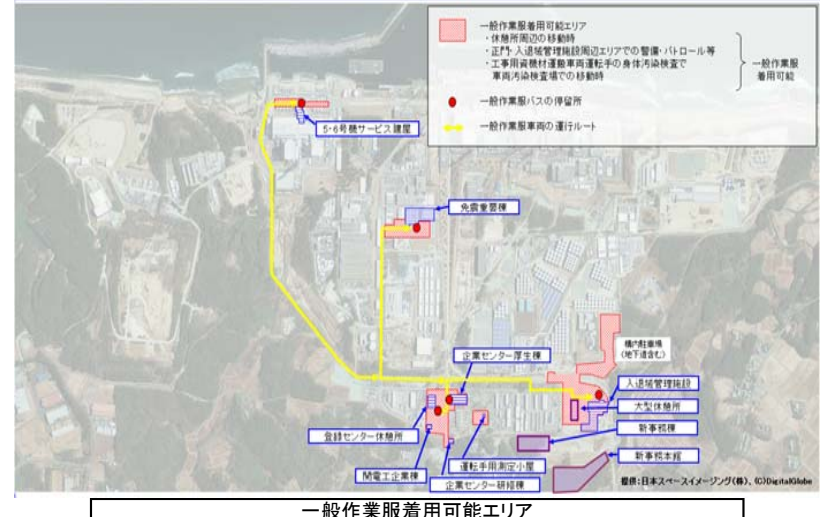 一般作業服着用可能エリア
・休憩所周辺の移動時
・正門・入退域管理施設周辺エリアでの警備・パトロール等
・工事用資機材運搬車両運転手の身体汚染検査で
車両汚染検査場での移動時
一般作業服
着用可能
一般作業服バスの停留所
一般作業服車両の運行ルート
5・6号機サービス建屋
免震重要棟
構内駐車場
(地下道含む)
企業センター厚生棟
入退域管理施設
大型休憩所
登録センター休憩所
新事務棟
運転手用測定小屋
新事務本館
関電工企業棟
企業センター研修棟
提供:日本スペースイメージング(株)、(C)DigitalGlobe
一般作業服着用可能エリア